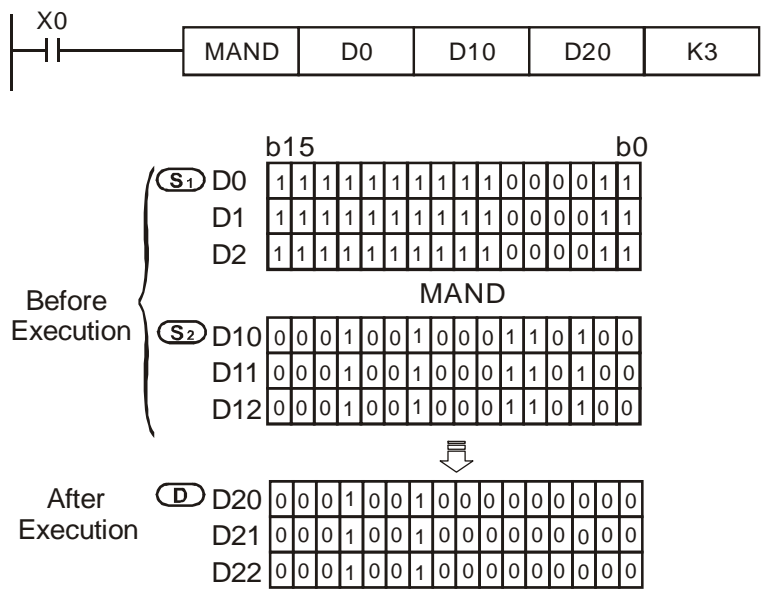 X0
MAND D0 D10 D20 K3
b15 b0
S1 D0 1 1 1 1 1 1 1 1 1 1 0 0 0 0 1 1
D1 1 1 1 1 1 1 1 1 1 1 0 0 0 0 1 1
D2 1 1 1 1 1 1 1 1 1 1 0 0 0 0 1 1
MAND
Before
Execution
S2 D10 0 0 0 1 0 0 1 0 0 0 1 1 0 1 0 0
D11 0 0 0 1 0 0 1 0 0 0 1 1 0 1 0 0
D12 0 0 0 1 0 0 1 0 0 0 1 1 0 1 0 0
After
Execution
D D20 0 0 0 1 0 0 1 0 0 0 0 0 0 0 0 0
D21 0 0 0 1 0 0 1 0 0 0 0 0 0 0 0 0
D22 0 0 0 1 0 0 1 0 0 0 0 0 0 0 0 0